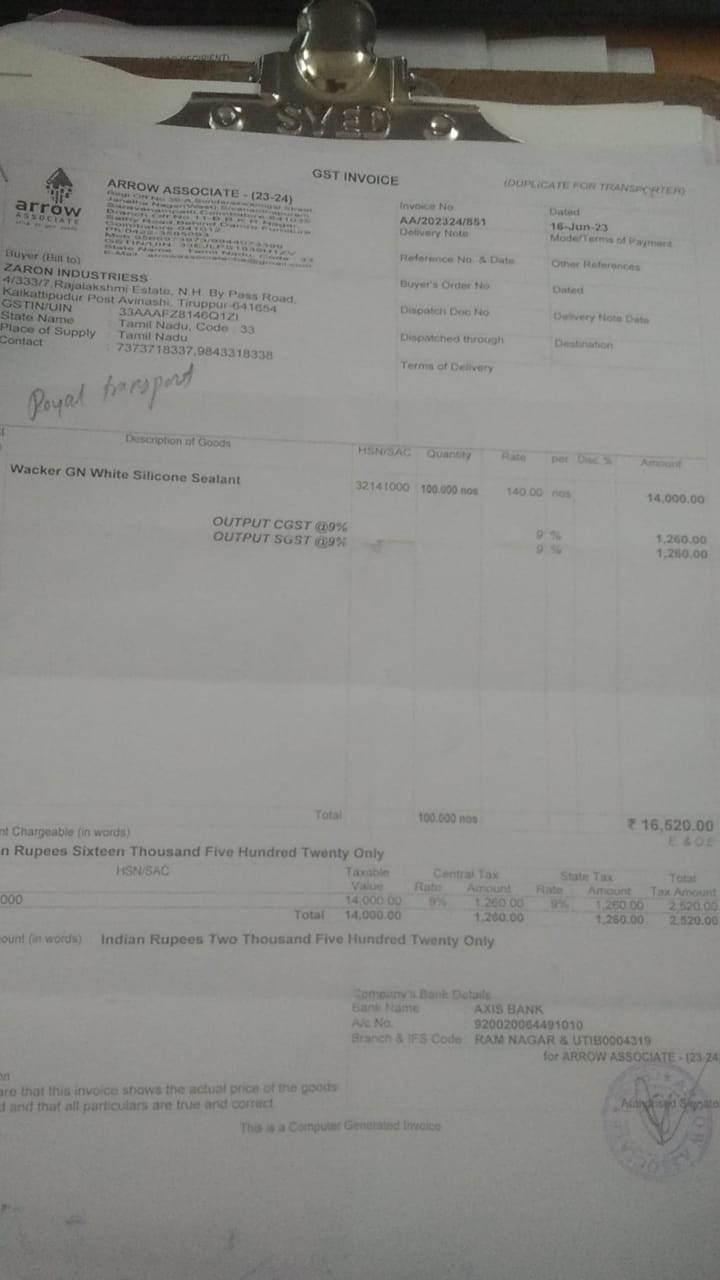 SYED
GST INVOICE
(DUPLICATE FOR TRANSPORTER)
arrow
ASSOCIATE
ARROW ASSOCIATE - (23-24)
Invoice No.
AA/202324/851
Dated
16-Jun-23
Delivery Note
Mode/Terms of Payment
Reference No. & Date.
Other References
Buyer's Order No.
Dated
Dispatch Doc No.
Delivery Note Date
Dispatched through
Destination
Terms of Delivery
Buyer (Bill to)
ZARON INDUSTRIESS
4/333/7,Rajalakshmi Estate, N.H. By Pass Road,
Kaikattipudur Post Avinashi, Tiruppur-641654
GSTIN/UIN : 33AAAFZ8146Q1ZI
State Name : Tamil Nadu, Code : 33
Place of Supply : Tamil Nadu
Contact : 7373718337,9843318338
Royal transport
Description of Goods HSN/SAC Quantity Rate per Disc. % Amount
Wacker GN White Silicone Sealant 32141000 100.000 nos 140.00 nos 14,000.00
OUTPUT CGST @9% 9 % 1,260.00
OUTPUT SGST @9% 9 % 1,260.00
Total 100.000 nos ₹ 16,520.00
nt Chargeable (in words) E. & O.E
n Rupees Sixteen Thousand Five Hundred Twenty Only
HSN/SAC Taxable Value Central Tax State Tax Total
Rate Amount Rate Amount Tax Amount
000 14,000.00 9% 1,260.00 9% 1,260.00 2,520.00
Total 14,000.00 1,260.00 1,260.00 2,520.00
ount (in words) : Indian Rupees Two Thousand Five Hundred Twenty Only
Company's Bank Details
Bank Name : AXIS BANK
A/c No. : 920020064491010
Branch & IFS Code : RAM NAGAR & UTIB0004319
for ARROW ASSOCIATE - (23-24
on
are that this invoice shows the actual price of the goods
d and that all particulars are true and correct.
Authorised Signato
This is a Computer Generated Invoice